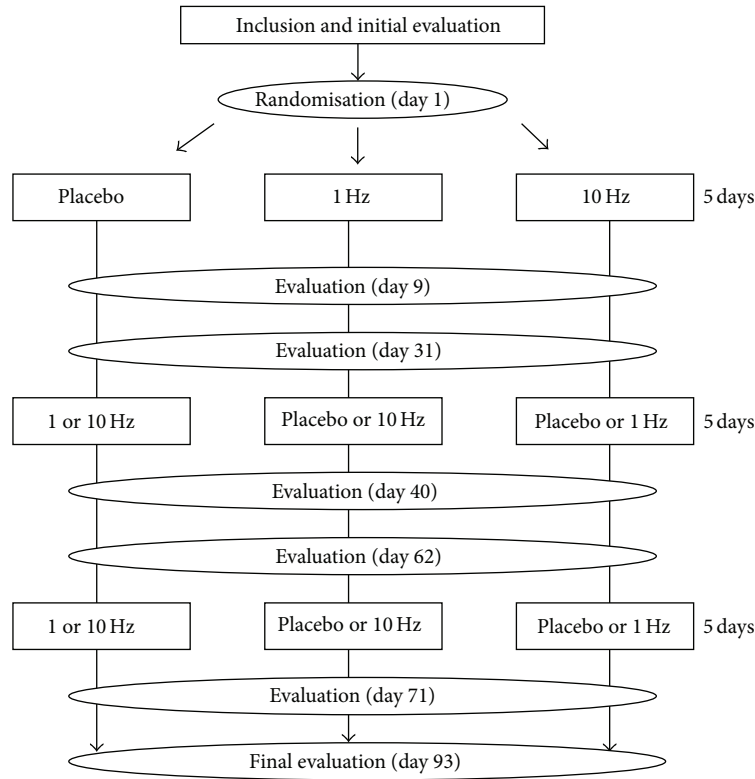 Inclusion and initial evaluation
Randomisation (day 1)
Placebo
1 Hz
10 Hz
5 days
Evaluation (day 9)
Evaluation (day 31)
1 or 10 Hz
Placebo or 10 Hz
Placebo or 1 Hz
5 days
Evaluation (day 40)
Evaluation (day 62)
1 or 10 Hz
Placebo or 10 Hz
Placebo or 1 Hz
5 days
Evaluation (day 71)
Final evaluation (day 93)